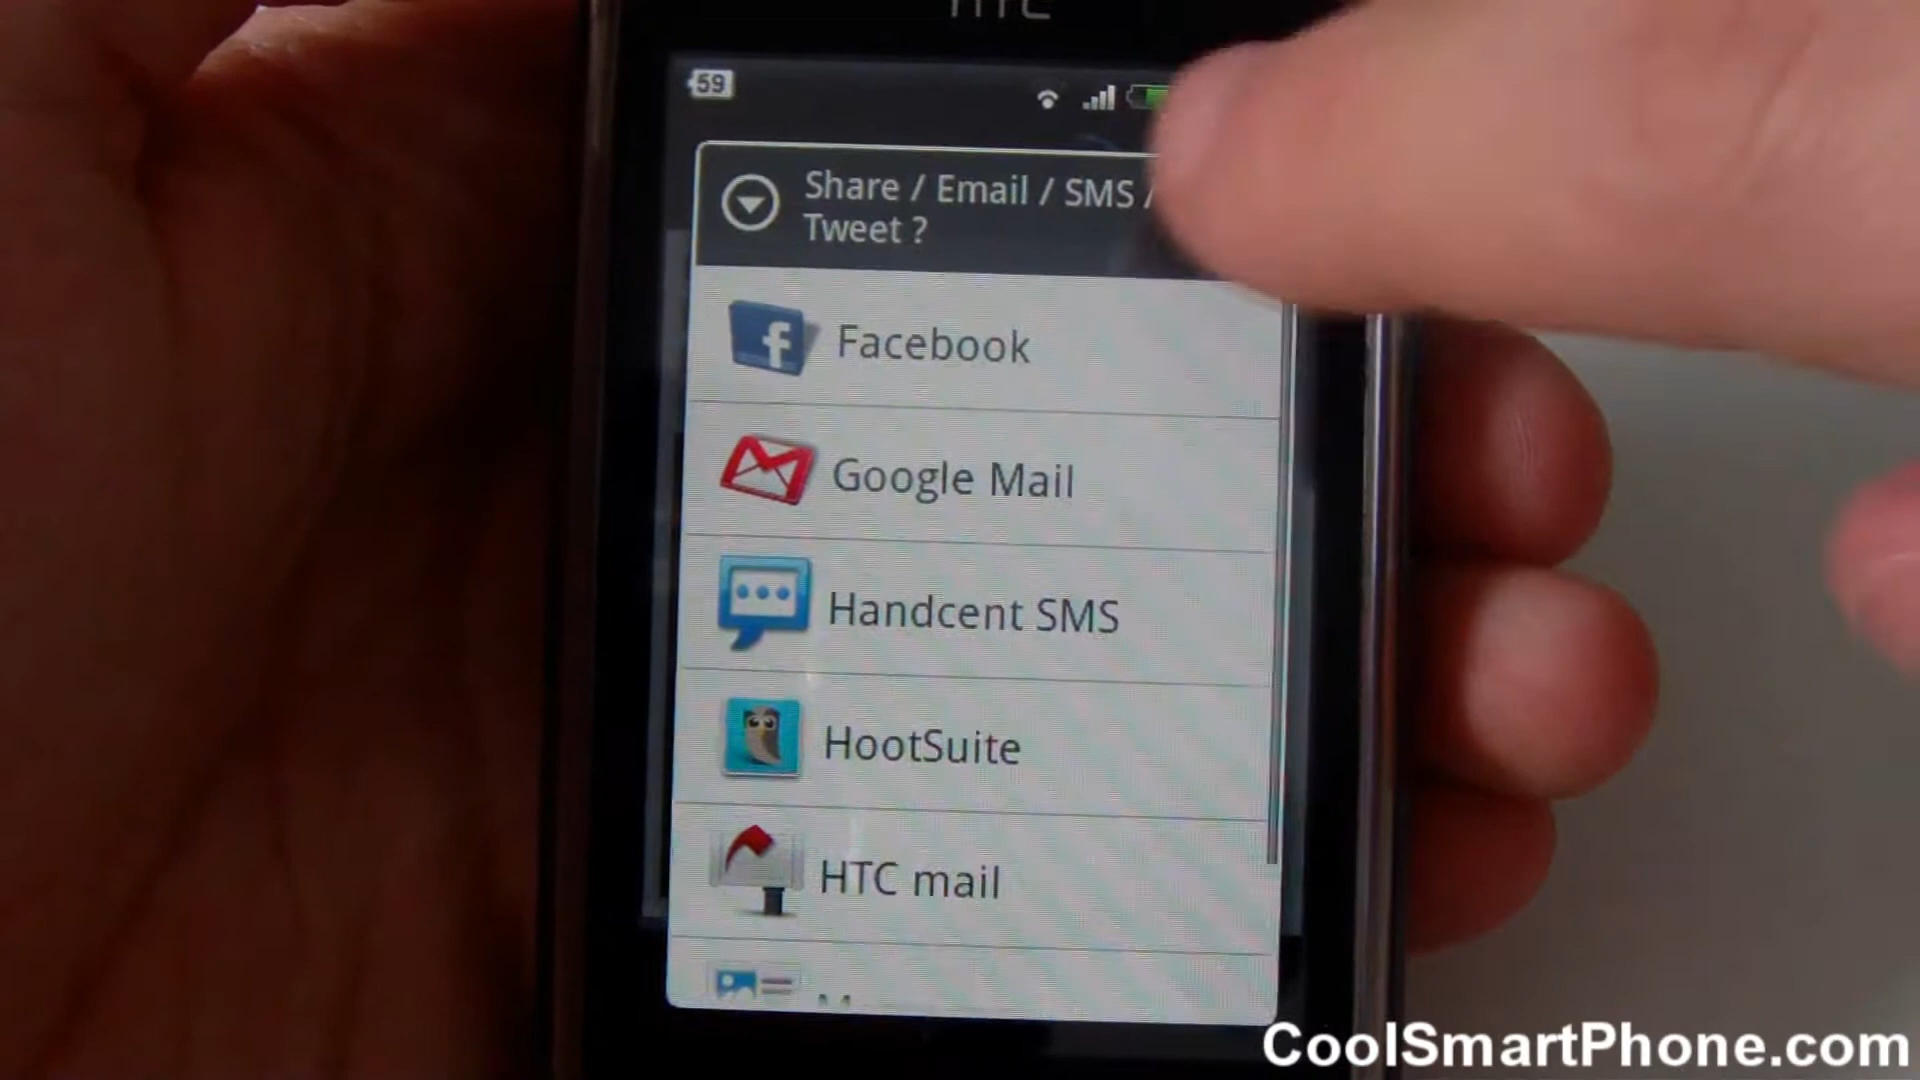 HTC
59
Share / Email / SMS /
Tweet ?
Facebook
Google Mail
Handcent SMS
HootSuite
HTC mail
CoolSmartPhone.com